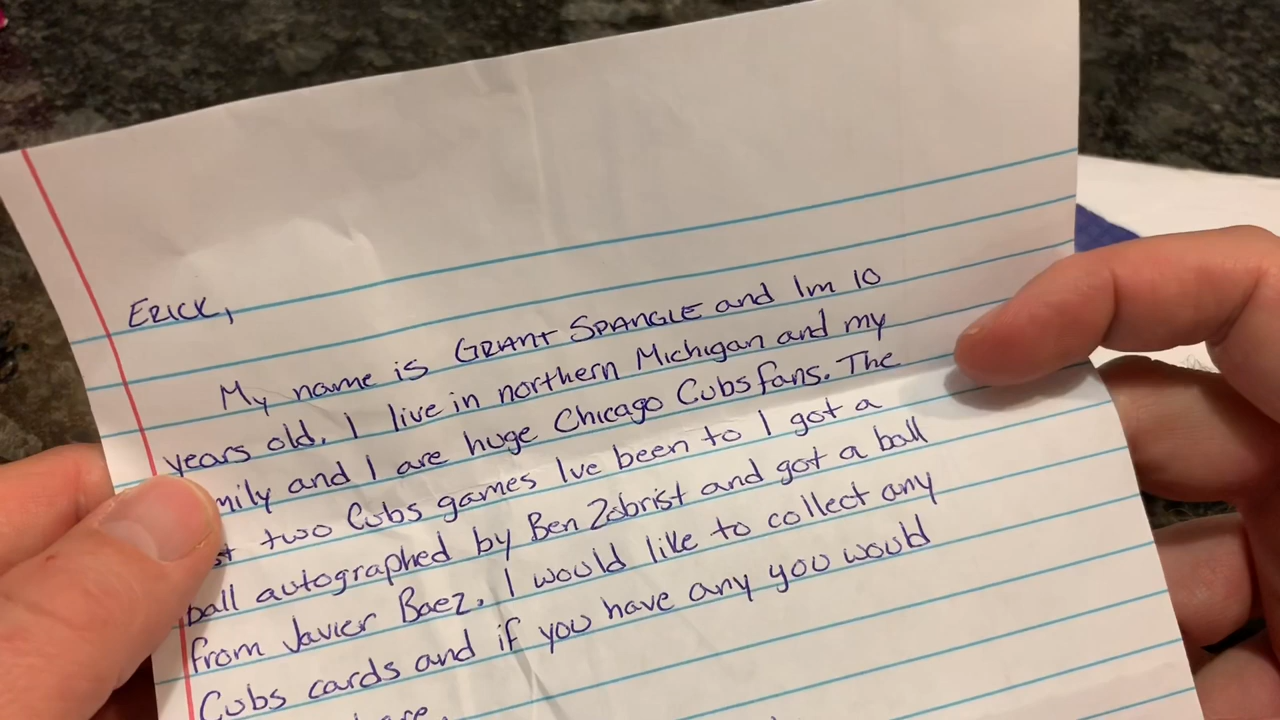 ERICK,
My name is GRANT SPANGLE and Im 10
years old. I live in northern Michigan and my
mily and I are huge Chicago Cubs fans. The
st two Cubs games Ive been to I got a
ball autographed by Ben Zobrist and got a ball
from Javier Baez. I would like to collect any
Cubs cards and if you have any you would